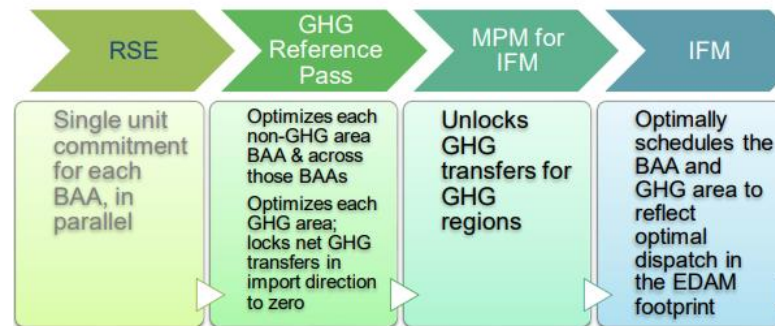 RSE
Single unit
commitment
for each
BAA, in
parallel
GHG
Reference
Pass
Optimizes each
non-GHG area
BAA & across
those BAAs
Optimizes each
GHG area;
locks net GHG
transfers in
import direction
to zero
MPM for
IFM
Unlocks
GHG
transfers for
GHG
regions
IFM
Optimally
schedules the
BAA and
GHG area to
reflect
optimal
dispatch in
the EDAM
footprint